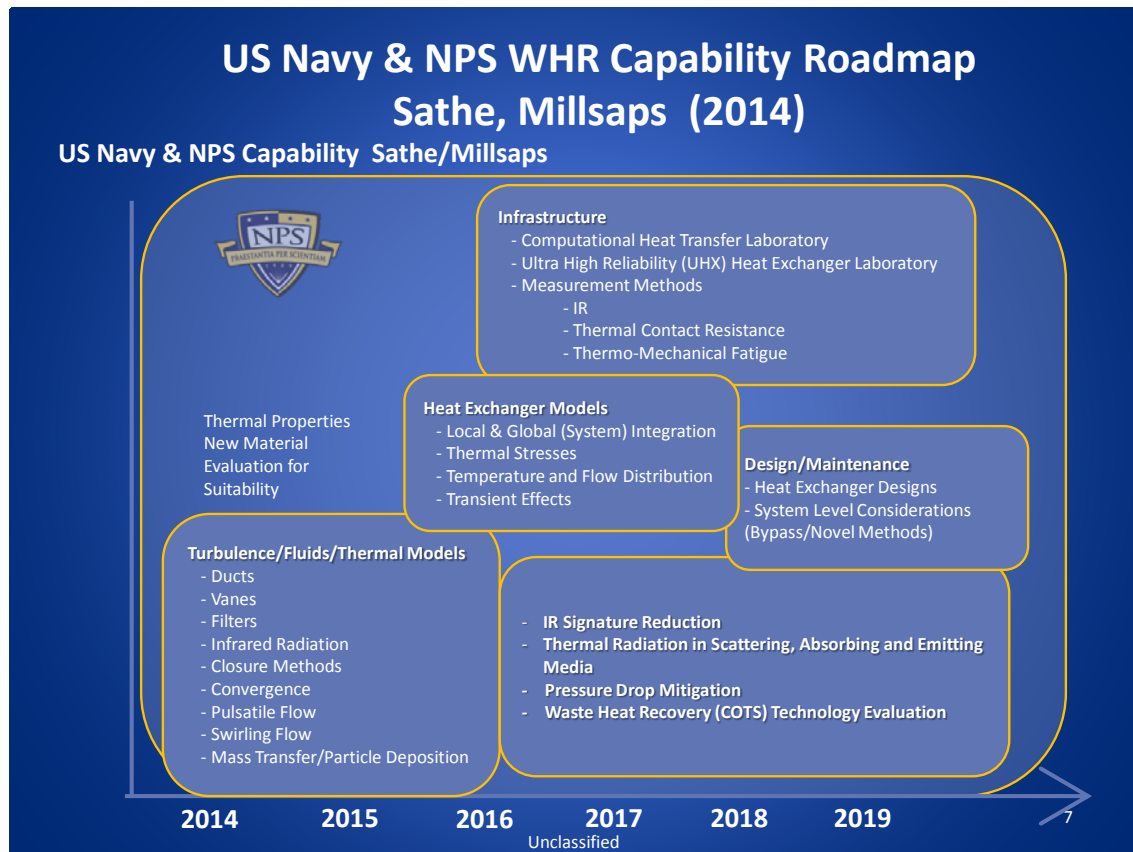 US Navy & NPS WHR Capability Roadmap
Sathe, Millsaps (2014)
US Navy & NPS Capability Sathe/Millsaps
NPS
PRAESTANTIA PER SCIENTIAM
Infrastructure
- Computational Heat Transfer Laboratory
- Ultra High Reliability (UHX) Heat Exchanger Laboratory
- Measurement Methods
- IR
- Thermal Contact Resistance
- Thermo-Mechanical Fatigue
Thermal Properties
New Material
Evaluation for
Suitability
Heat Exchanger Models
- Local & Global (System) Integration
- Thermal Stresses
- Temperature and Flow Distribution
- Transient Effects
Design/Maintenance
- Heat Exchanger Designs
- System Level Considerations
(Bypass/Novel Methods)
Turbulence/Fluids/Thermal Models
- Ducts
- Vanes
- Filters
- Infrared Radiation
- Closure Methods
- Convergence
- Pulsatile Flow
- Swirling Flow
- Mass Transfer/Particle Deposition
- IR Signature Reduction
- Thermal Radiation in Scattering, Absorbing and Emitting
Media
- Pressure Drop Mitigation
- Waste Heat Recovery (COTS) Technology Evaluation
2014 2015 2016 2017 2018 2019
7
Unclassified